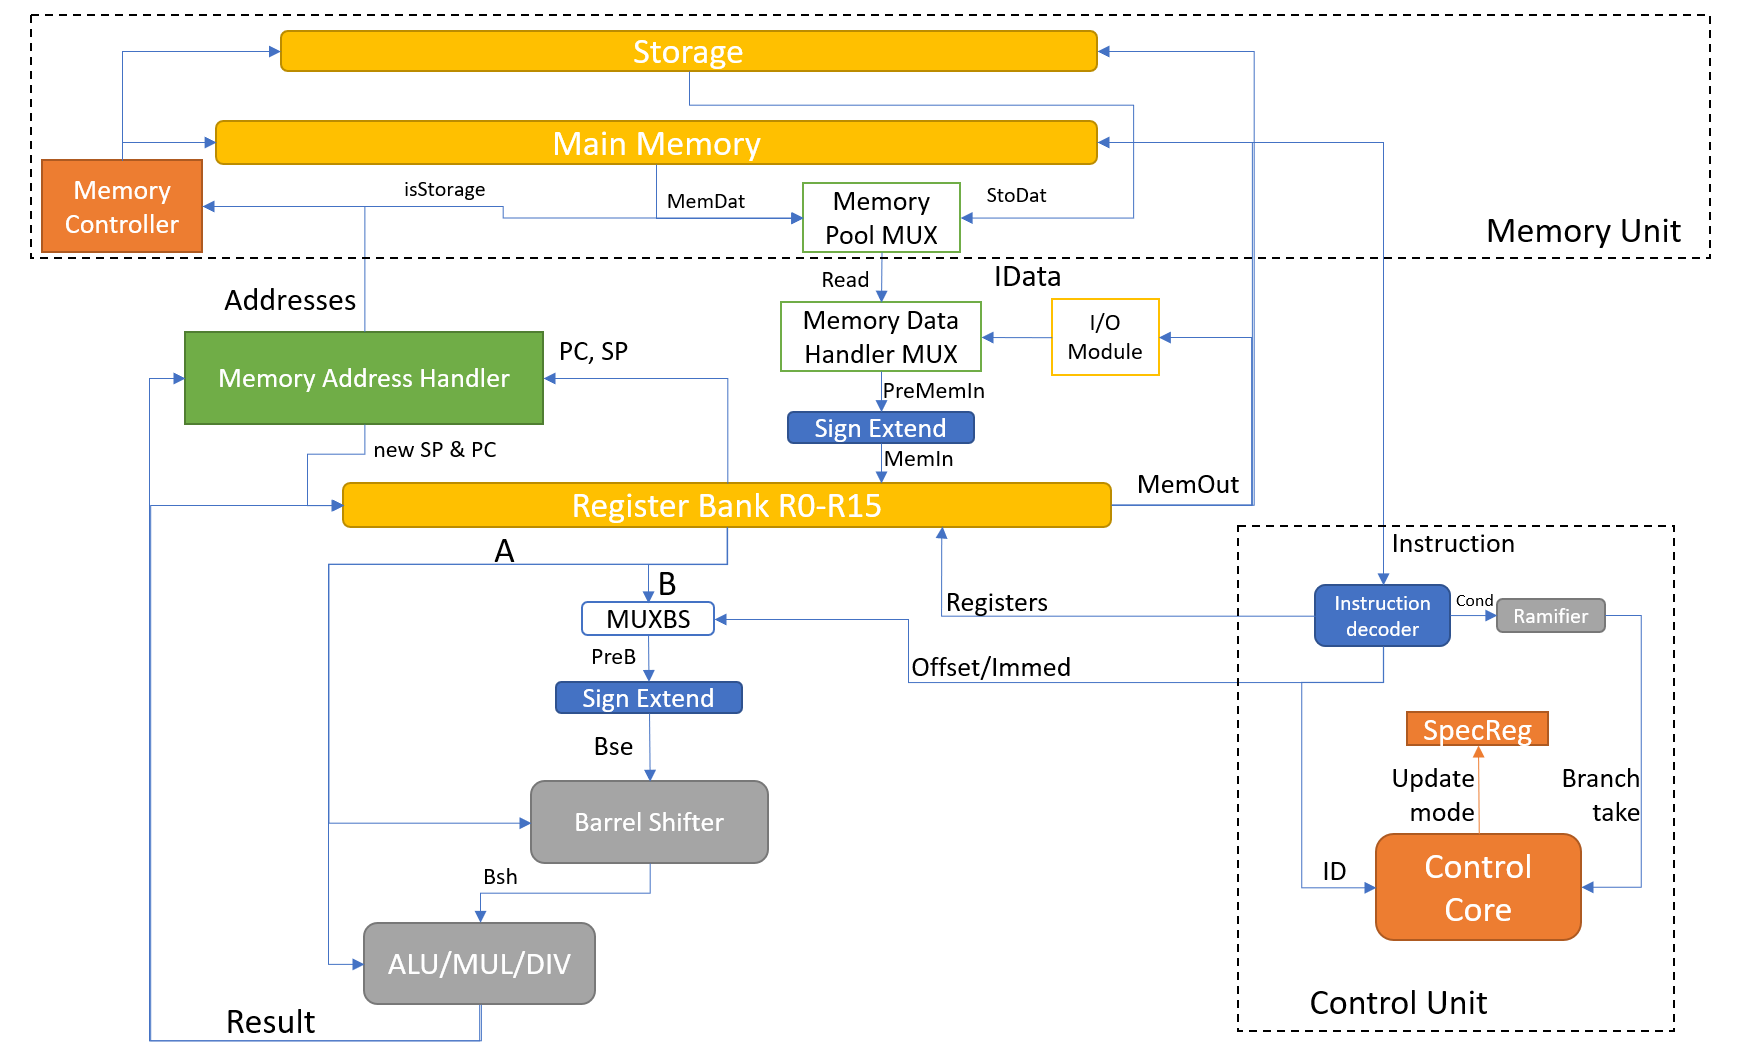 Storage
Main Memory
Memory
Controller
isStorage
MemDat
Memory
Pool MUX
StoDat
Memory Unit
Addresses
Read
IData
Memory Data
Handler MUX
I/O
Module
PC, SP
Memory Address Handler
PreMemIn
Sign Extend
new SP & PC
MemIn
MemOut
Register Bank R0-R15
A
B
Instruction
MUXBS
Registers
Instruction
decoder
Cond
Ramifier
PreB
Offset/Immed
Sign Extend
SpecReg
Bse
Update
mode
Branch
take
Barrel Shifter
Bsh
ID
Control
Core
ALU/MUL/DIV
Result
Control Unit